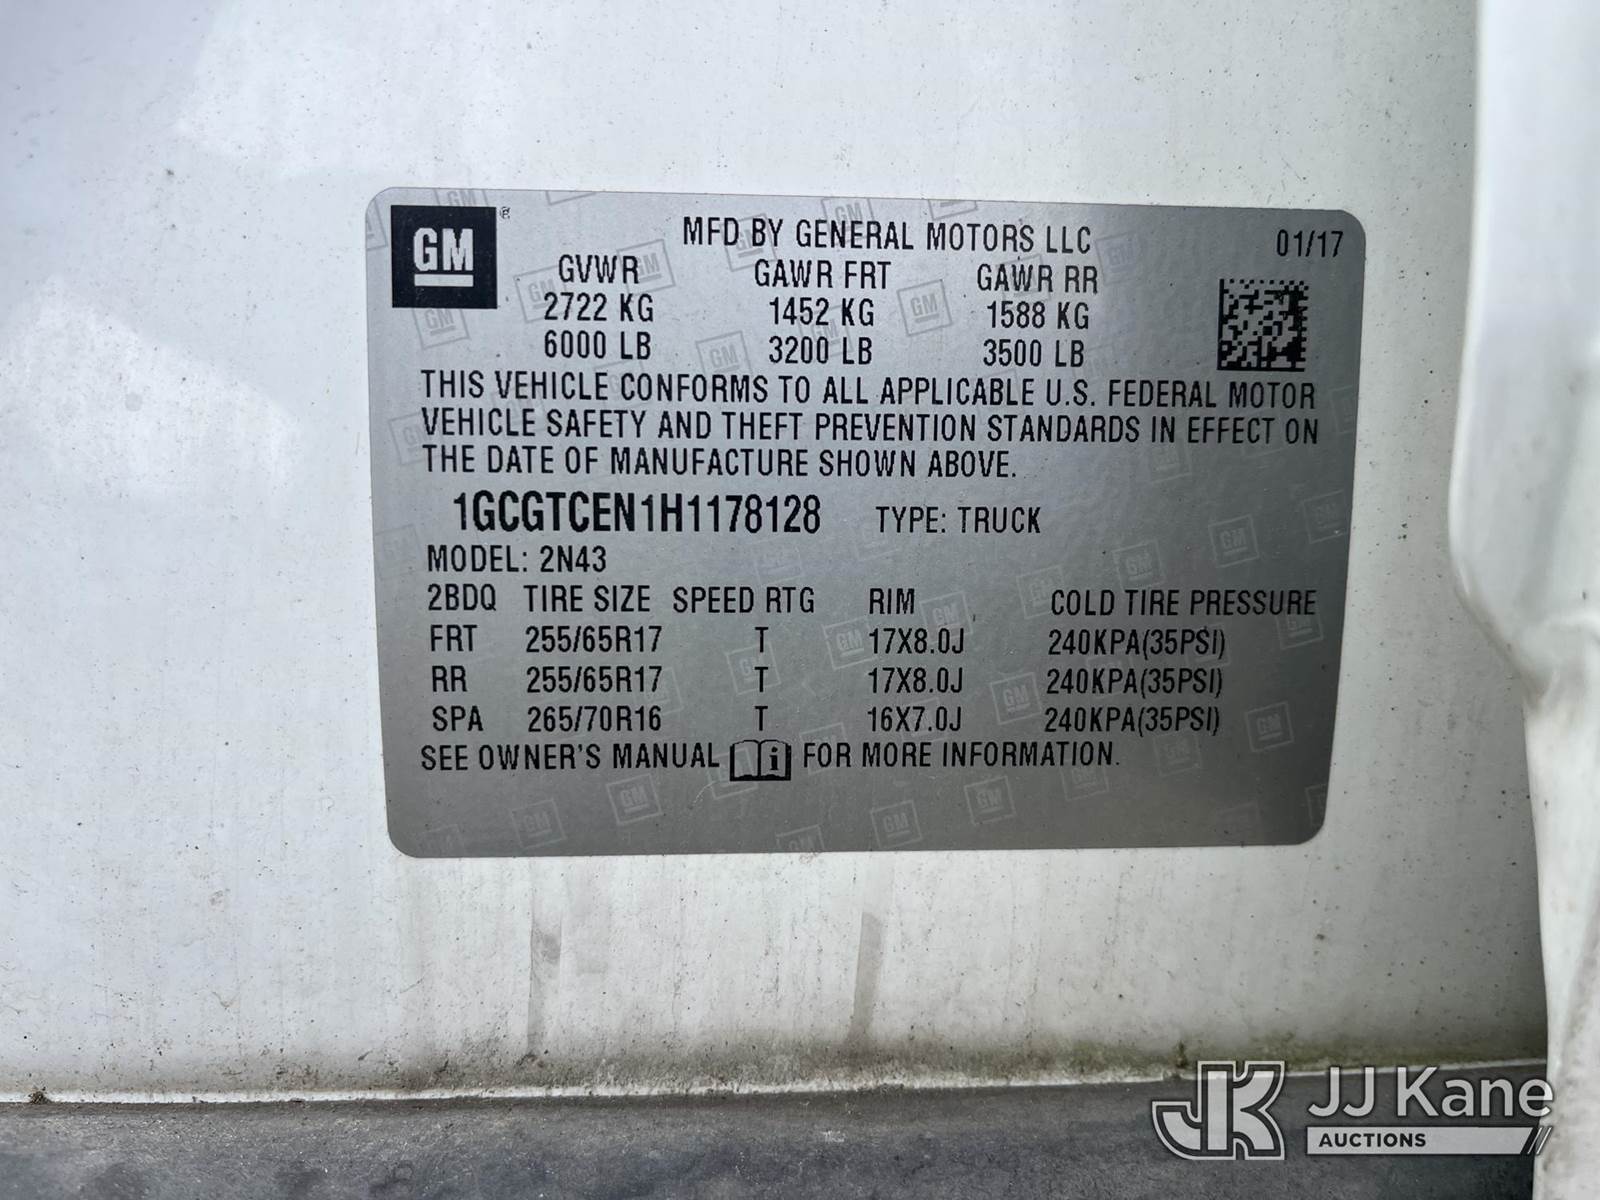 GM®
MFD BY GENERAL MOTORS LLC 01/17
GVWR GAWR FRT GAWR RR
2722 KG 1452 KG 1588 KG
6000 LB 3200 LB 3500 LB
THIS VEHICLE CONFORMS TO ALL APPLICABLE U.S. FEDERAL MOTOR
VEHICLE SAFETY AND THEFT PREVENTION STANDARDS IN EFFECT ON
THE DATE OF MANUFACTURE SHOWN ABOVE.
1GCGTCEN1H1178128 TYPE: TRUCK
MODEL: 2N43
2BDQ TIRE SIZE SPEED RTG RIM COLD TIRE PRESSURE
FRT 255/65R17 T 17X8.0J 240KPA(35PSI)
RR 255/65R17 T 17X8.0J 240KPA(35PSI)
SPA 265/70R16 T 16X7.0J 240KPA(35PSI)
SEE OWNER'S MANUAL i FOR MORE INFORMATION.
JK JJ Kane
AUCTIONS